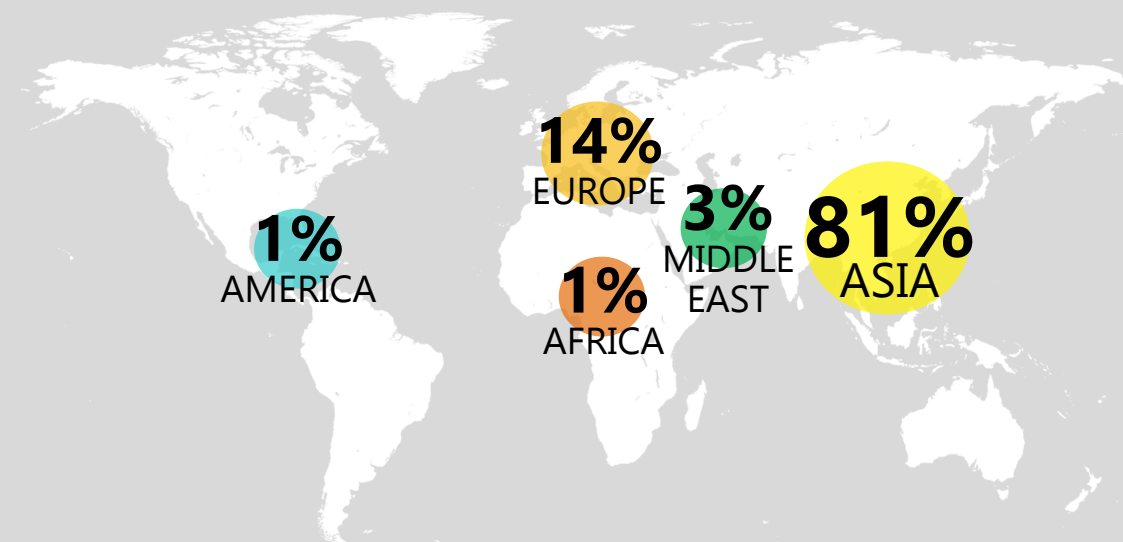 14%
EUROPE
3%
MIDDLE
EAST
81%
ASIA
1%
AMERICA
1%
AFRICA